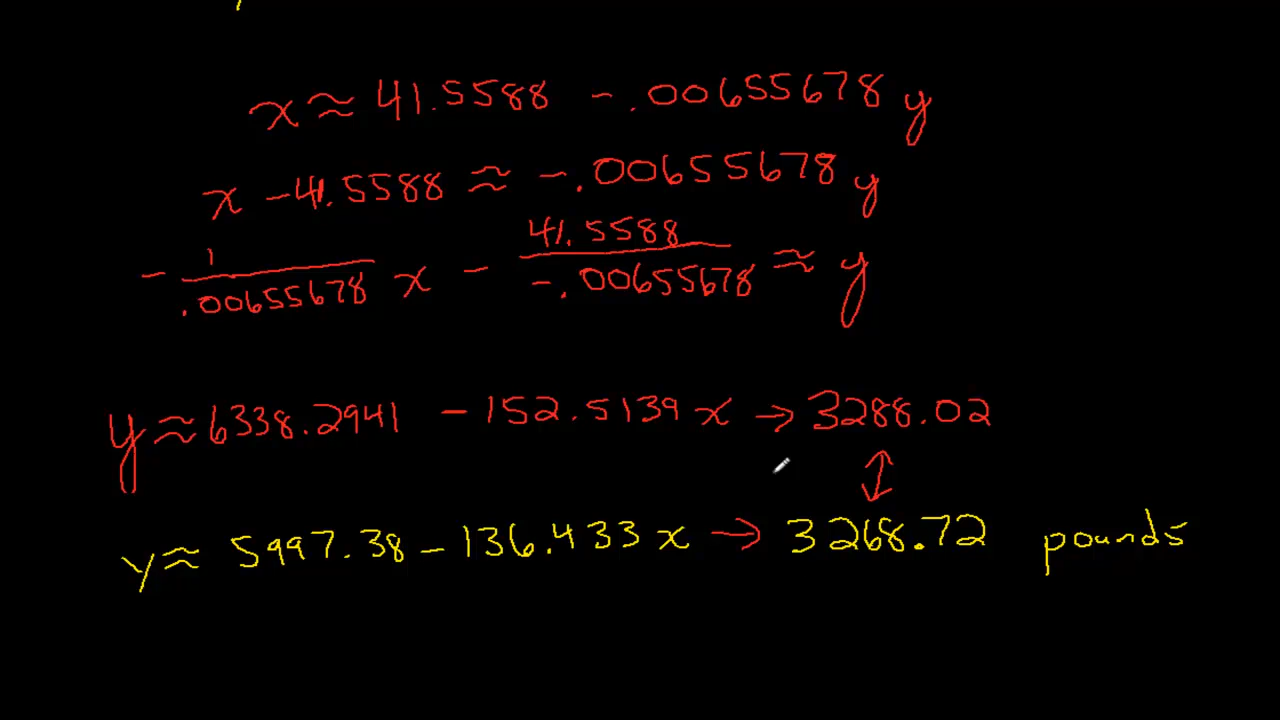 x ≈ 41.5588 - .00655678 y
x - 41.5588 ≈ -.00655678 y
- 1/.00655678 x - 41.5588/-.00655678 ≈ y
y ≈ 6338.2941 - 152.5139 x → 3288.02
y ≈ 5997.38 - 136.433 x → 3268.72 pounds